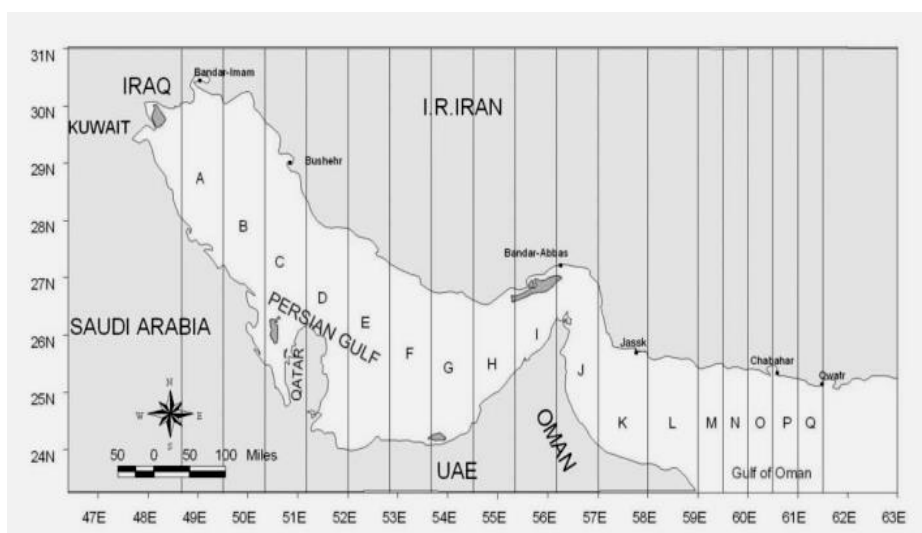 31N
30N
29N
28N
27N
26N
25N
24N
IRAQ
Bandar-Imam
I.R.IRAN
KUWAIT
Bushehr
A
B
C
D
E
F
G
H
I
J
K
L
M
N
O
P
Q
Bandar-Abbas
PERSIAN GULF
SAUDI ARABIA
QATAR
Jassk
Chabahar
Qwatr
N
W
E
S
50 0 50 100 Miles
UAE
OMAN
Gulf of Oman
47E 48E 49E 50E 51E 52E 53E 54E 55E 56E 57E 58E 59E 60E 61E 62E 63E